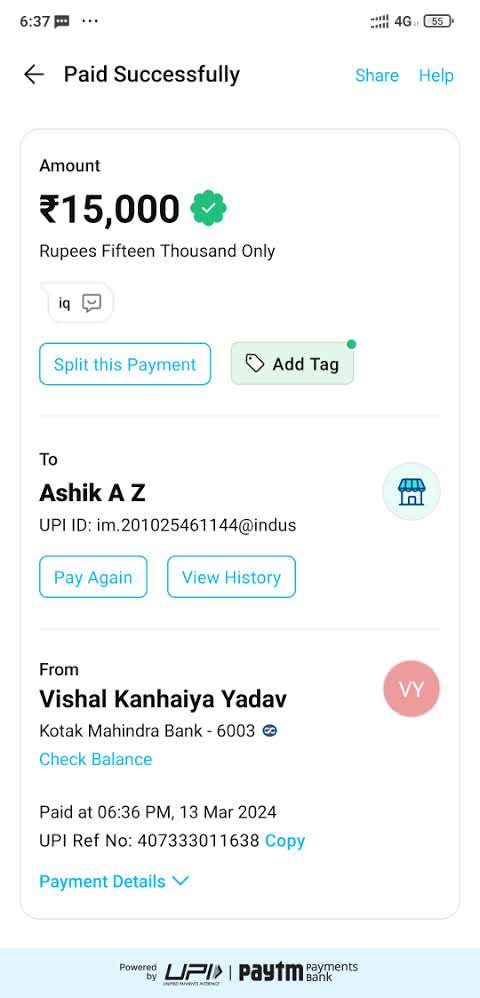 6:37 ... 4G 55
Paid Successfully Share Help
Amount
₹15,000
Rupees Fifteen Thousand Only
iq
Split this Payment Add Tag
To
Ashik A Z
UPI ID: im.201025461144@indus
Pay Again View History
From
Vishal Kanhaiya Yadav VY
Kotak Mahindra Bank - 6003
Check Balance
Paid at 06:36 PM, 13 Mar 2024
UPI Ref No: 407333011638 Copy
Payment Details
Powered by UPI | paytm Payments Bank
UNIFIED PAYMENTS INTERFACE